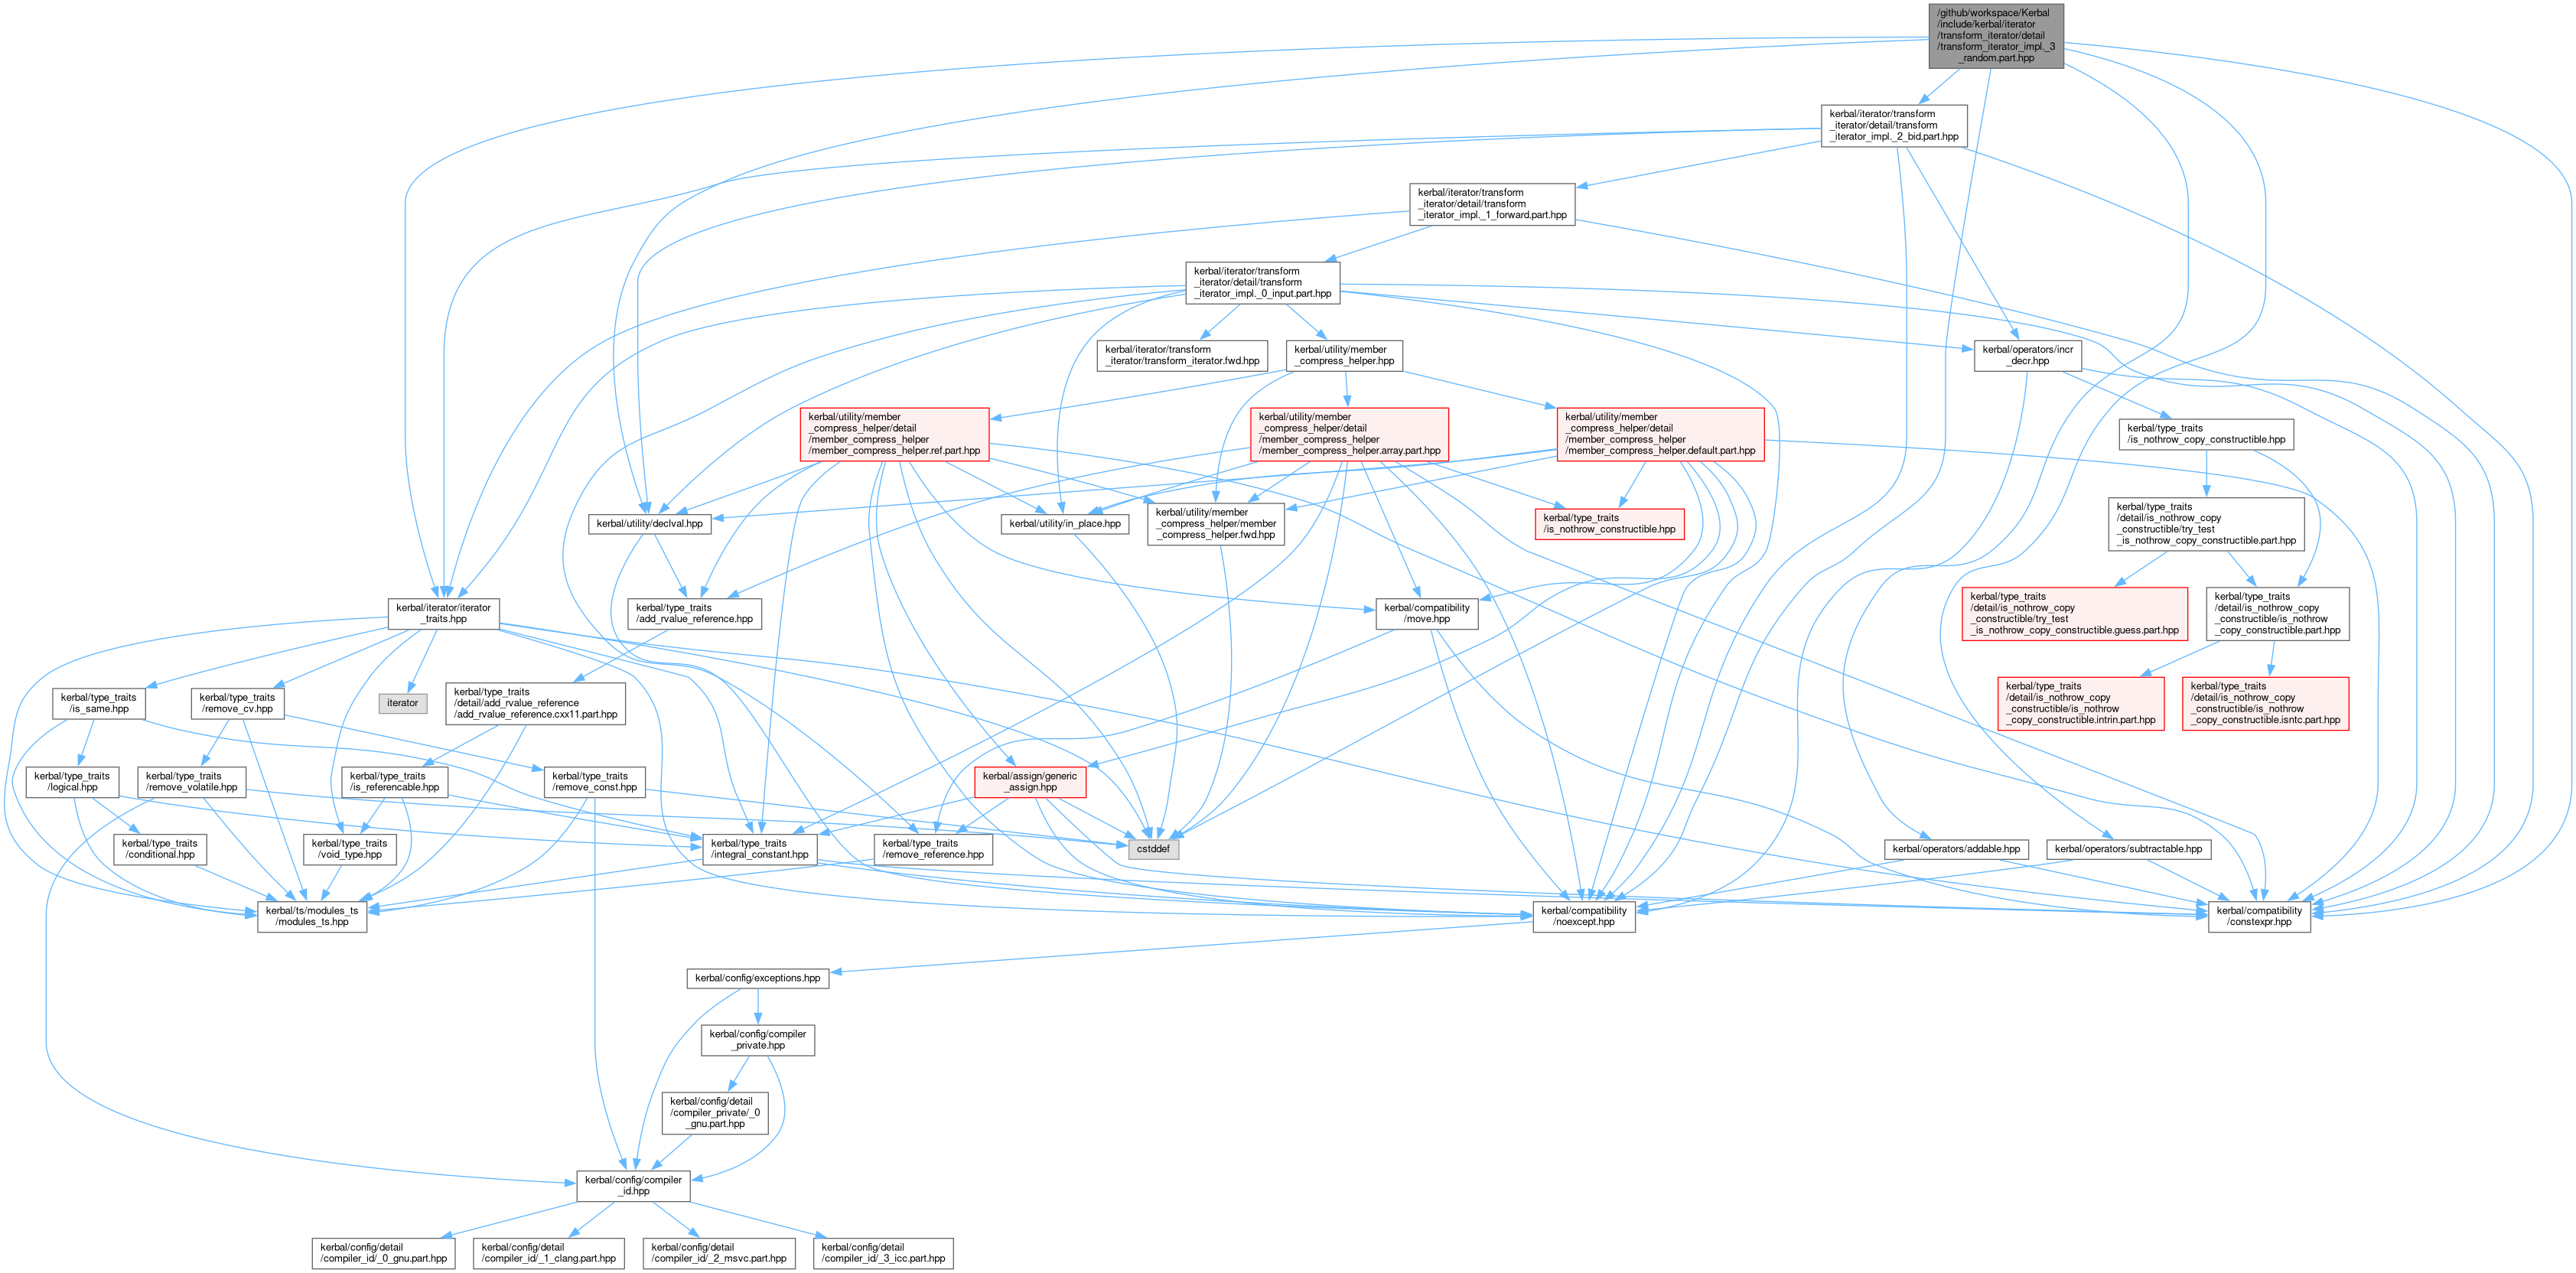 /github/workspace/Kerbal
/include/kerbal/iterator
/transform_iterator/detail
/transform_iterator_impl._3
_random.part.hpp
kerbal/iterator/transform
_iterator/detail/transform
_iterator_impl._2_bid.part.hpp
kerbal/iterator/transform
_iterator/detail/transform
_iterator_impl._1_forward.part.hpp
kerbal/iterator/transform
_iterator/detail/transform
_iterator_impl._0_input.part.hpp
kerbal/iterator/transform
_iterator/transform_iterator.fwd.hpp
kerbal/utility/member
_compress_helper.hpp
kerbal/operators/incr
_decr.hpp
kerbal/utility/member
_compress_helper/detail
/member_compress_helper
/member_compress_helper.ref.part.hpp
kerbal/utility/member
_compress_helper/detail
/member_compress_helper
/member_compress_helper.array.part.hpp
kerbal/utility/member
_compress_helper/detail
/member_compress_helper
/member_compress_helper.default.part.hpp
kerbal/type_traits
/is_nothrow_copy_constructible.hpp
kerbal/utility/declval.hpp
kerbal/utility/in_place.hpp
kerbal/utility/member
_compress_helper/member
_compress_helper.fwd.hpp
kerbal/type_traits
/is_nothrow_constructible.hpp
kerbal/type_traits
/detail/is_nothrow_copy
_constructible/try_test
_is_nothrow_copy_constructible.part.hpp
kerbal/iterator/iterator
_traits.hpp
kerbal/type_traits
/add_rvalue_reference.hpp
kerbal/compatibility
/move.hpp
kerbal/type_traits
/detail/is_nothrow_copy
_constructible/try_test
_is_nothrow_copy_constructible.guess.part.hpp
kerbal/type_traits
/detail/is_nothrow_copy
_constructible/is_nothrow
_copy_constructible.part.hpp
kerbal/type_traits
/is_same.hpp
kerbal/type_traits
/remove_cv.hpp
iterator
kerbal/type_traits
/detail/add_rvalue_reference
/add_rvalue_reference.cxx11.part.hpp
kerbal/type_traits
/detail/is_nothrow_copy
_constructible/is_nothrow
_copy_constructible.intrin.part.hpp
kerbal/type_traits
/detail/is_nothrow_copy
_constructible/is_nothrow
_copy_constructible.isntc.part.hpp
kerbal/type_traits
/logical.hpp
kerbal/type_traits
/remove_volatile.hpp
kerbal/type_traits
/is_referencable.hpp
kerbal/type_traits
/remove_const.hpp
kerbal/assign/generic
_assign.hpp
kerbal/type_traits
/conditional.hpp
kerbal/type_traits
/void_type.hpp
kerbal/type_traits
/integral_constant.hpp
kerbal/type_traits
/remove_reference.hpp
cstddef
kerbal/operators/addable.hpp
kerbal/operators/subtractable.hpp
kerbal/ts/modules_ts
/modules_ts.hpp
kerbal/compatibility
/noexcept.hpp
kerbal/compatibility
/constexpr.hpp
kerbal/config/exceptions.hpp
kerbal/config/compiler
_private.hpp
kerbal/config/detail
/compiler_private/_0
_gnu.part.hpp
kerbal/config/compiler
_id.hpp
kerbal/config/detail
/compiler_id/_0_gnu.part.hpp
kerbal/config/detail
/compiler_id/_1_clang.part.hpp
kerbal/config/detail
/compiler_id/_2_msvc.part.hpp
kerbal/config/detail
/compiler_id/_3_icc.part.hpp